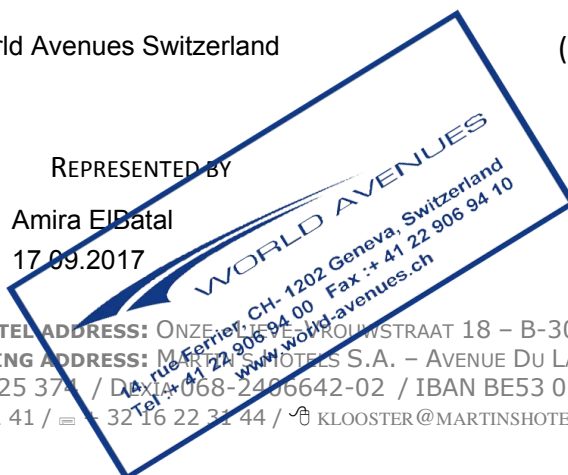 rld Avenues Switzerland (
REPRESENTED BY
Amira ElBatal
17.09.2017
WORLD AVENUES
14, rue Ferrier, CH- 1202 Geneva, Switzerland
Tel :+ 41 22 906 94 00 Fax :+ 41 22 906 94 10
www.world-avenues.ch
TEL ADDRESS: ONZE-LIEVE-VROUWSTRAAT 18 – B-30
ING ADDRESS: MARTIN'S HOTELS S.A. – AVENUE DU LA
25 374 / DEXIA 068-2406642-02 / IBAN BE53 0
41 / + 32 16 22 31 44 / KLOOSTER@MARTINSHOTE